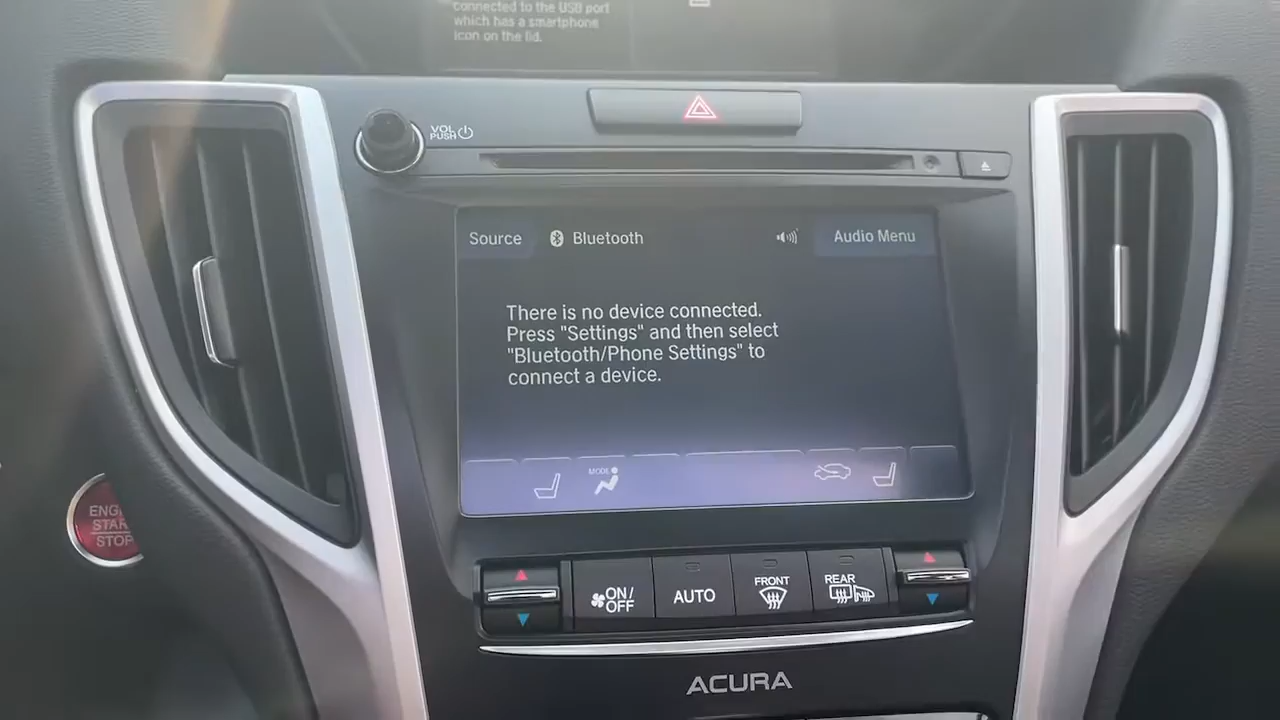 connected to the USB port
which has a smartphone
icon on the lid.
VOL
PUSH
Source
Bluetooth
Audio Menu
There is no device connected.
Press "Settings" and then select
"Bluetooth/Phone Settings" to
connect a device.
MODE
ENG
START
STOP
ON/
OFF
AUTO
FRONT
REAR
ACURA